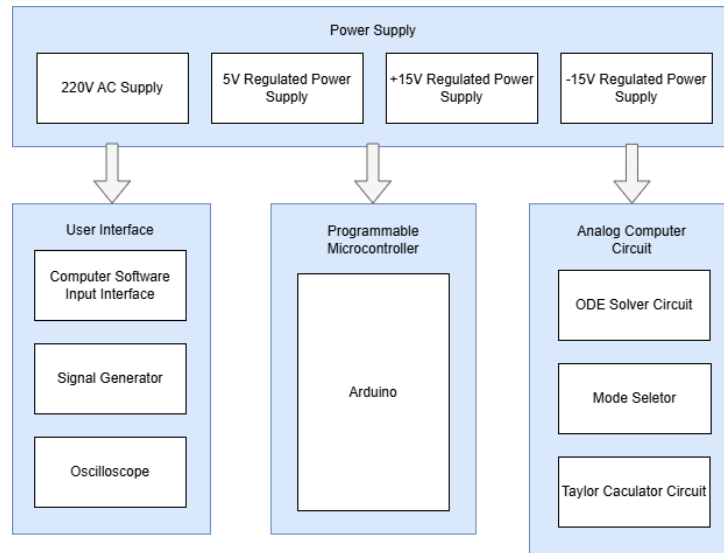 Power Supply
220V AC Supply
5V Regulated Power
Supply
+15V Regulated Power
Supply
-15V Regulated Power
Supply
User Interface
Computer Software
Input Interface
Signal Generator
Oscilloscope
Programmable
Microcontroller
Arduino
Analog Computer
Circuit
ODE Solver Circuit
Mode Seletor
Taylor Caculator Circuit